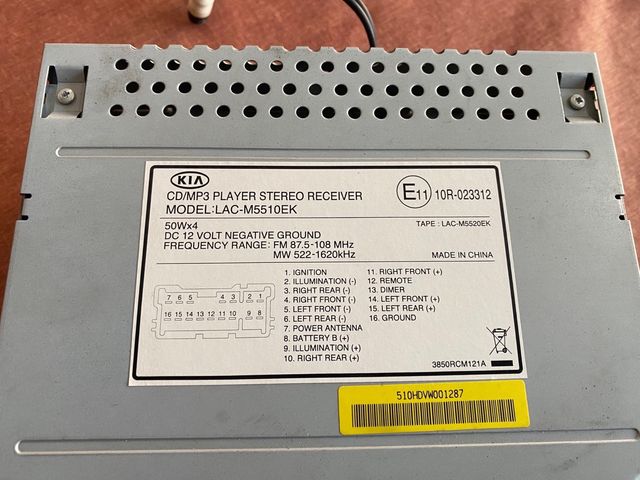 KIA
CD/MP3 PLAYER STEREO RECEIVER
MODEL:LAC-M5510EK
E11 10R-023312
50Wx4
TAPE : LAC-M5520EK
DC 12 VOLT NEGATIVE GROUND
FREQUENCY RANGE: FM 87.5-108 MHz
MW 522-1620kHz
MADE IN CHINA
1. IGNITION
2. ILLUMINATION (-)
3. RIGHT REAR (-)
4. RIGHT FRONT (-)
5. LEFT FRONT (-)
6. LEFT REAR (-)
7. POWER ANTENNA
8. BATTERY B (+)
9. ILLUMINATION (+)
10. RIGHT REAR (+)
11. RIGHT FRONT (+)
12. REMOTE
13. DIMER
14. LEFT FRONT (+)
15. LEFT REAR (+)
16. GROUND
7 6 5 4 3 2 1
16 15 14 13 12 11 10 9 8
3850RCM121A
510HDVW001287